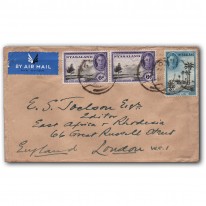 BY AIR MAIL
NYASALAND
NYASALAND
E. S. Joelson Esq.
Editor
East Africa & Rhodesia
66 Great Russell Street
London W.C.1
England